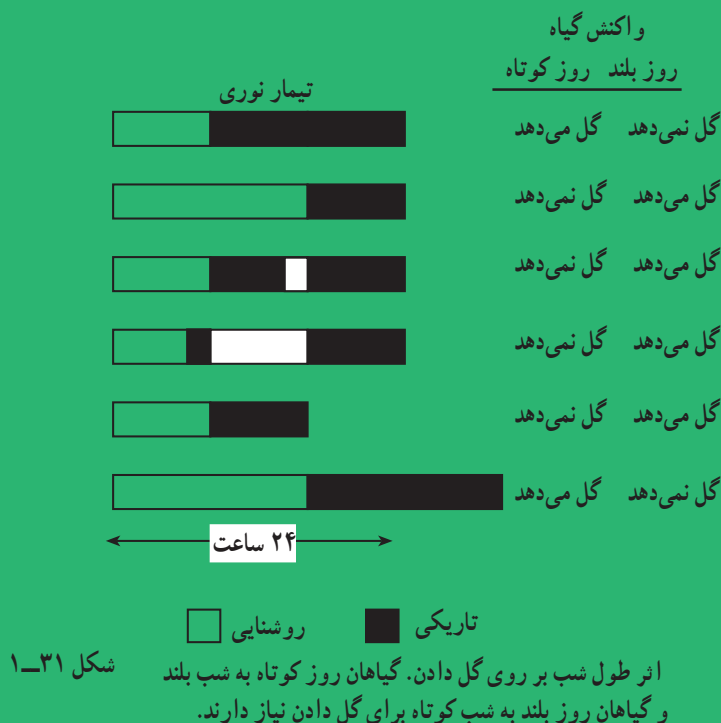 واکنش گیاه
روز بلند روز کوتاه
تیمار نوری
گل نمی‌دهد گل می‌دهد
گل می‌دهد گل نمی‌دهد
گل می‌دهد گل نمی‌دهد
گل می‌دهد گل نمی‌دهد
گل می‌دهد گل نمی‌دهد
گل نمی‌دهد گل می‌دهد
۲۴ ساعت
تاریکی روشنایی
اثر طول شب بر روی گل دادن. گیاهان روز کوتاه به شب بلند
و گیاهان روز بلند به شب کوتاه برای گل دادن نیاز دارند.
شکل ۳۱ــ۱